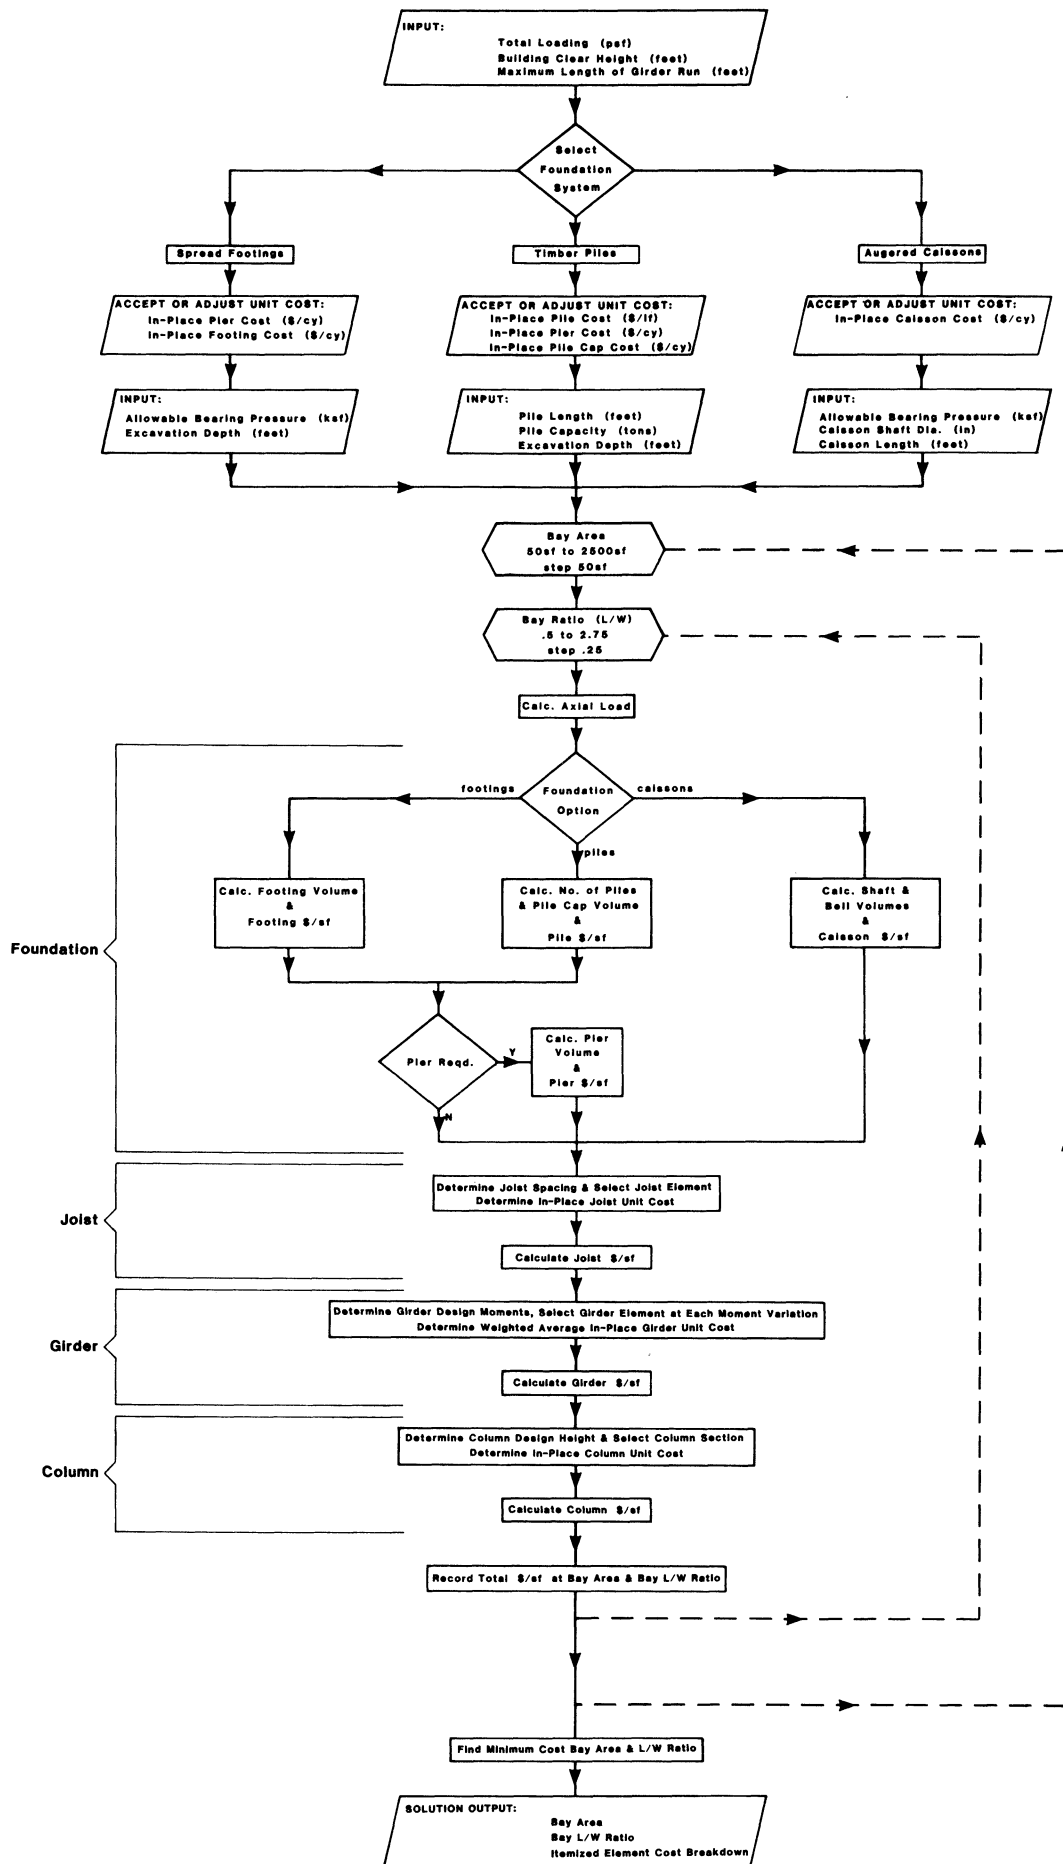 INPUT:
Total Loading (psf)
Building Clear Height (feet)
Maximum Length of Girder Run (feet)
Select
Foundation
System
Spread Footings
Timber Piles
Augered Caissons
ACCEPT OR ADJUST UNIT COST:
In-Place Pier Cost ($/cy)
In-Place Footing Cost ($/cy)
ACCEPT OR ADJUST UNIT COST:
In-Place Pile Cost ($/lf)
In-Place Pier Cost ($/cy)
In-Place Pile Cap Cost ($/cy)
ACCEPT OR ADJUST UNIT COST:
In-Place Caisson Cost ($/cy)
INPUT:
Allowable Bearing Pressure (ksf)
Excavation Depth (feet)
INPUT:
Pile Length (feet)
Pile Capacity (tons)
Excavation Depth (feet)
INPUT:
Allowable Bearing Pressure (ksf)
Caisson Shaft Dia. (in)
Caisson Length (feet)
Bay Area
50sf to 2500sf
step 50sf
Bay Ratio (L/W)
.5 to 2.75
step .25
Calc. Axial Load
footings
Foundation
Option
caissons
piles
Calc. Footing Volume
&
Footing $/sf
Calc. No. of Piles
& Pile Cap Volume
&
Pile $/sf
Calc. Shaft &
Bell Volumes
&
Caisson $/sf
Foundation
Pier Reqd.
Y
N
Calc. Pier
Volume
&
Pier $/sf
Joist
Determine Joist Spacing & Select Joist Element
Determine In-Place Joist Unit Cost
Calculate Joist $/sf
Girder
Determine Girder Design Moments, Select Girder Element at Each Moment Variation
Determine Weighted Average In-Place Girder Unit Cost
Calculate Girder $/sf
Column
Determine Column Design Height & Select Column Section
Determine In-Place Column Unit Cost
Calculate Column $/sf
Record Total $/sf at Bay Area & Bay L/W Ratio
Find Minimum Cost Bay Area & L/W Ratio
SOLUTION OUTPUT:
Bay Area
Bay L/W Ratio
Itemized Element Cost Breakdown